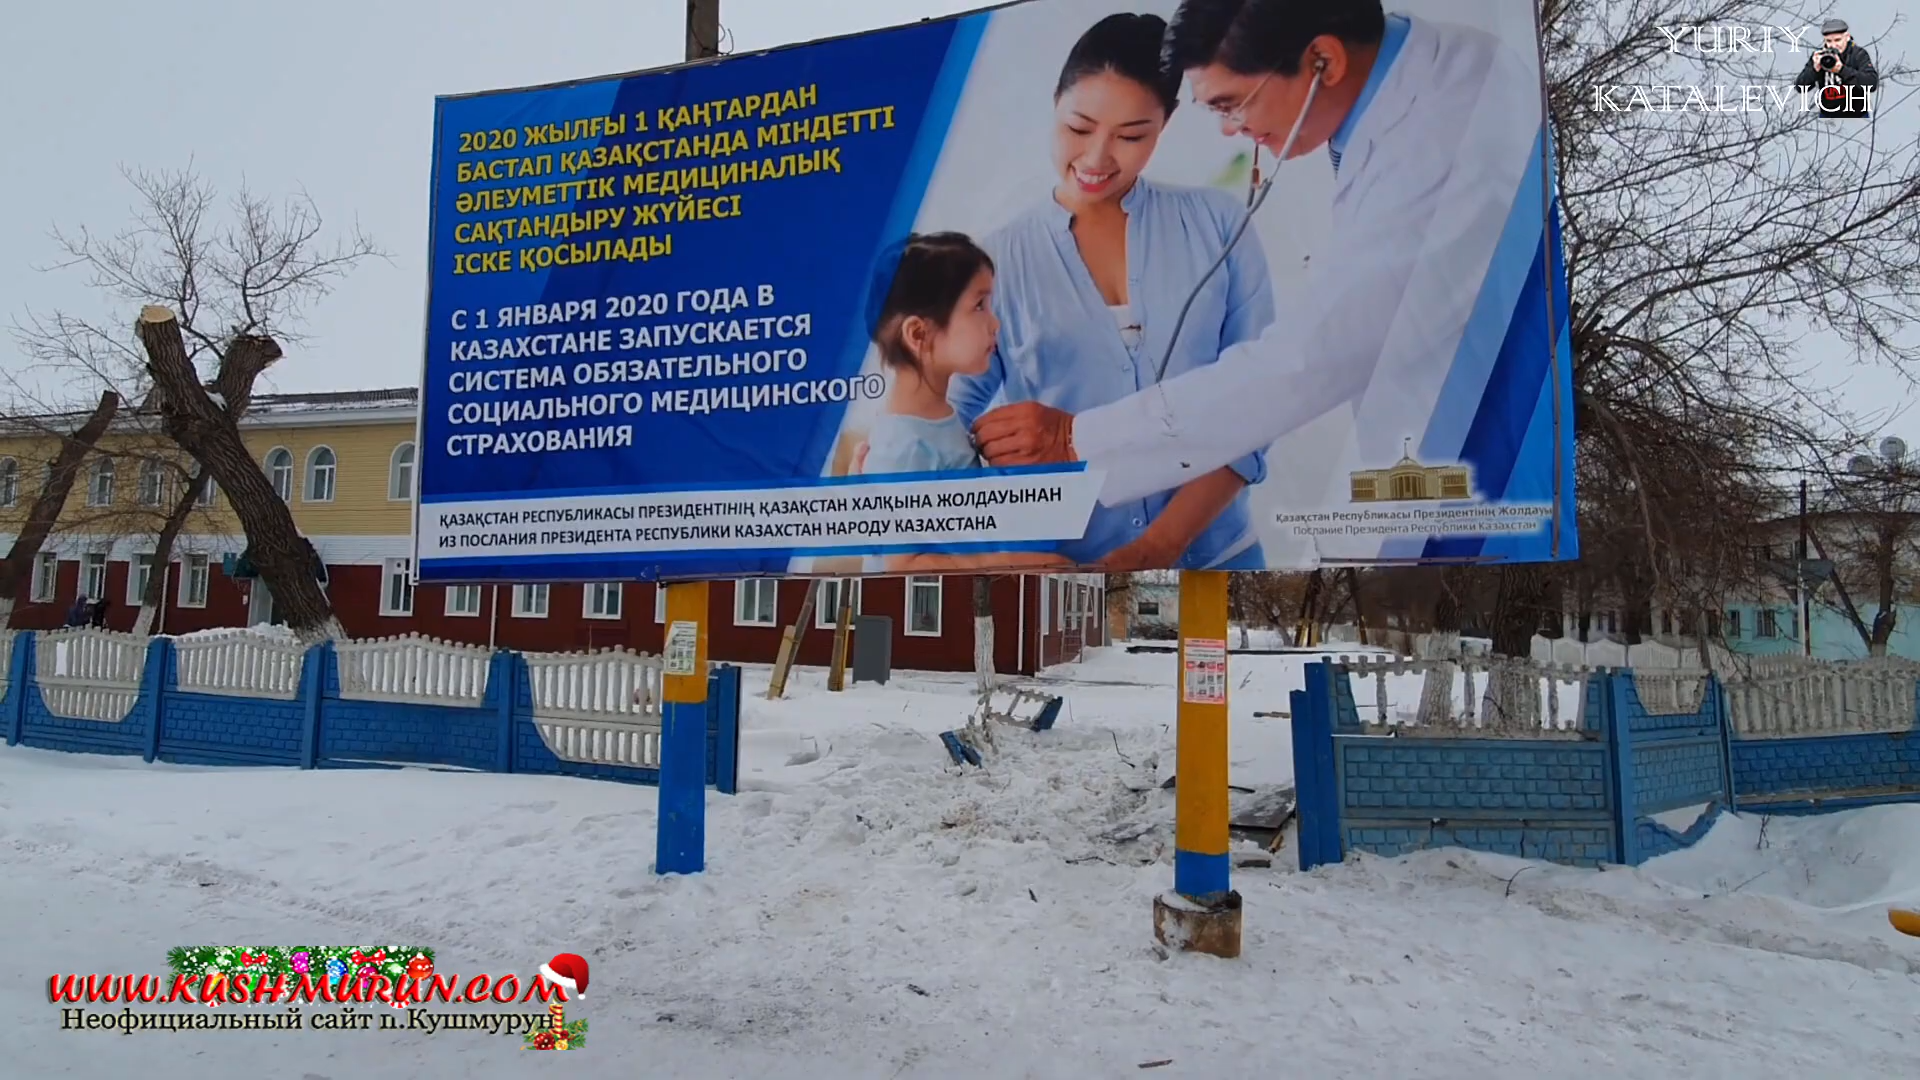 YURIY
KATALEVICH
2020 ЖЫЛҒЫ 1 ҚАҢТАРДАН
БАСТАП ҚАЗАҚСТАНДА МІНДЕТТІ
ӘЛЕУМЕТТІК МЕДИЦИНАЛЫҚ
САҚТАНДЫРУ ЖҮЙЕСІ
ІСКЕ ҚОСЫЛАДЫ
С 1 ЯНВАРЯ 2020 ГОДА В
КАЗАХСТАНЕ ЗАПУСКАЕТСЯ
СИСТЕМА ОБЯЗАТЕЛЬНОГО
СОЦИАЛЬНОГО МЕДИЦИНСКОГО
СТРАХОВАНИЯ
ҚАЗАҚСТАН РЕСПУБЛИКАСЫ ПРЕЗИДЕНТІНІҢ ҚАЗАҚСТАН ХАЛҚЫНА ЖОЛДАУЫНАН
ИЗ ПОСЛАНИЯ ПРЕЗИДЕНТА РЕСПУБЛИКИ КАЗАХСТАН НАРОДУ КАЗАХСТАНА
Қазақстан Республикасы Президентінің Жолдауы
Послание Президента Республики Казахстан
WWW.KUSHMURUN.COM
Неофициальный сайт п.Кушмурун